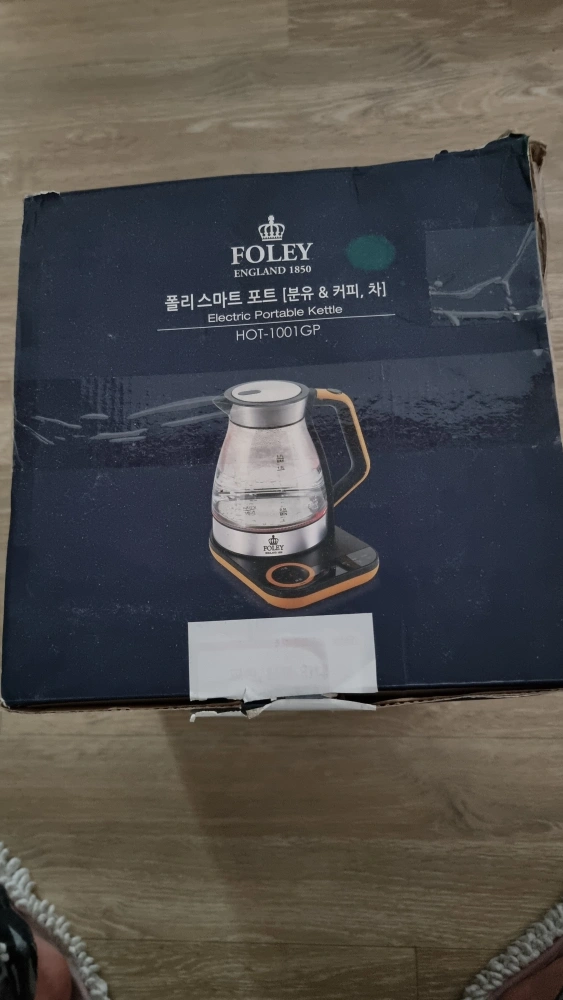 FOLEY
ENGLAND 1850
폴리 스마트 포트 [분유 & 커피, 차]
Electric Portable Kettle
HOT-1001GP
FOLEY